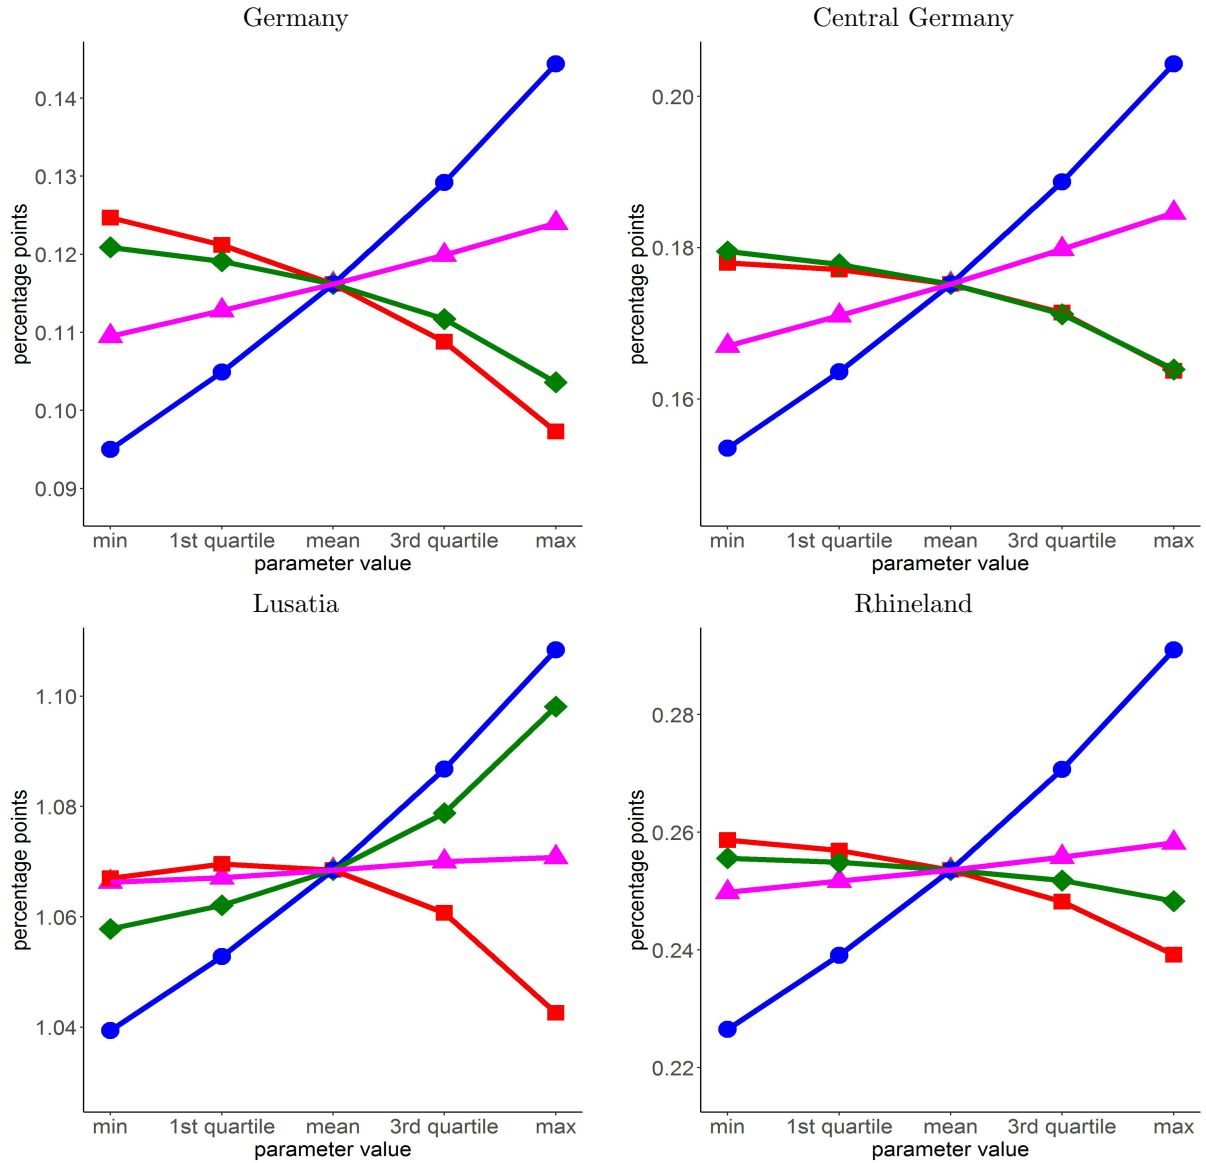 Germany
percentage points
0.14
0.13
0.12
0.11
0.10
0.09
min 1st quartile mean 3rd quartile max
parameter value
Central Germany
percentage points
0.20
0.18
0.16
min 1st quartile mean 3rd quartile max
parameter value
Lusatia
percentage points
1.10
1.08
1.06
1.04
min 1st quartile mean 3rd quartile max
parameter value
Rhineland
percentage points
0.28
0.26
0.24
0.22
min 1st quartile mean 3rd quartile max
parameter value